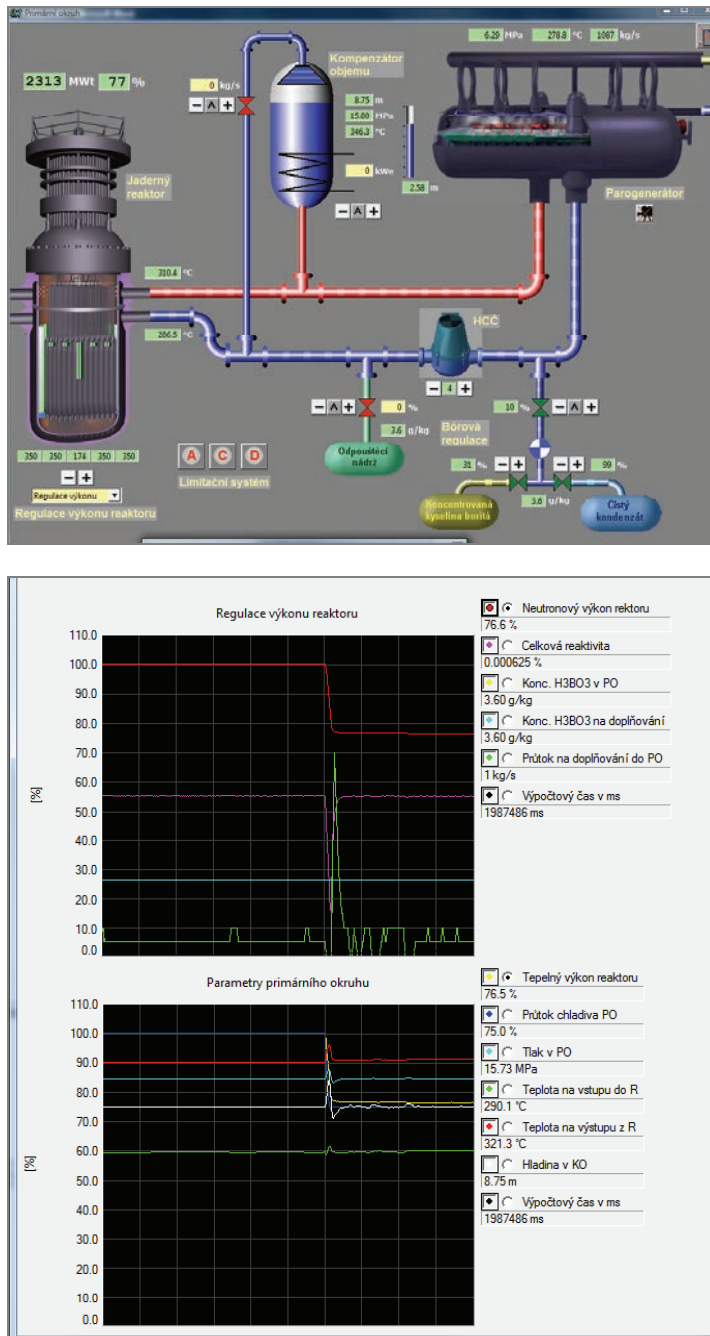 Primární okruh
6.29 MPa 278.8 °C 1087 kg/s
Kompenzátor
objemu
2313 MWt 77 %
0 kg/s
8.75 m
15.00 MPa
346.3 °C
0 kWe
2.58 m
Jaderný
reaktor
Parogenerátor
310.4 °C
286.5 °C
HCČ
4
0 %
10 %
3.6 g/kg
Bórová
regulace
Odpouštěcí
nádrž
31 %
99 %
3.6 g/kg
Koncentrovaná
kyselina boritá
Čistý
kondenzát
350 350 174 350 350
A C D
Limitační systém
Regulace výkonu
Regulace výkonu reaktoru
Regulace výkonu reaktoru
110.0
100.0
90.0
80.0
70.0
60.0
50.0
40.0
30.0
20.0
10.0
0.0
[%]
Neutronový výkon rektoru
76.6 %
Celková reaktivita
0.000625 %
Konc. H3BO3 v PO
3.60 g/kg
Konc. H3BO3 na doplňování
3.60 g/kg
Průtok na doplňování do PO
1 kg/s
Výpočtový čas v ms
1987486 ms
Parametry primárního okruhu
110.0
100.0
90.0
80.0
70.0
60.0
50.0
40.0
30.0
20.0
10.0
0.0
[%]
Tepelný výkon reaktoru
76.5 %
Průtok chladiva PO
75.0 %
Tlak v PO
15.73 MPa
Teplota na vstupu do R
290.1 °C
Teplota na výstupu z R
321.3 °C
Hladina v KO
8.75 m
Výpočtový čas v ms
1987486 ms